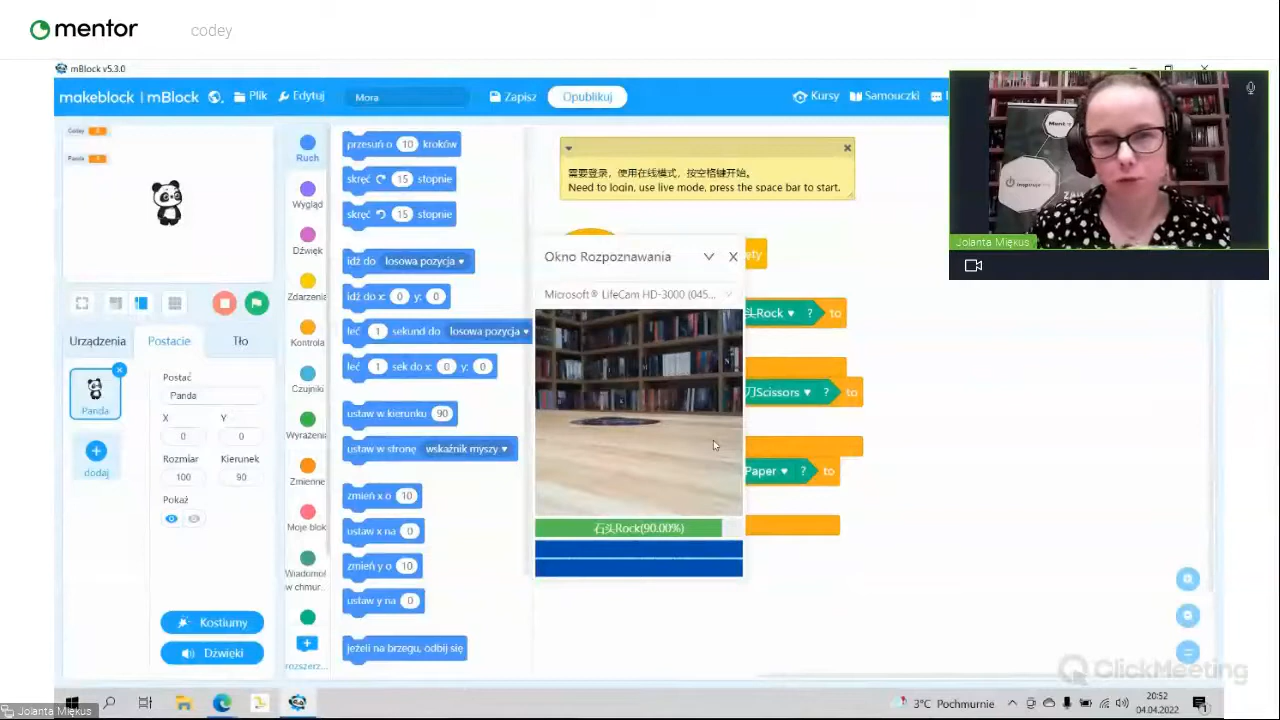 mentor
codey
mBlock v5.3.0
makeblock | mBlock
Plik
Edytuj
Mora
Zapisz
Opublikuj
Kursy
Samouczki
Codey
Panda
Ruch
Wygląd
Dźwięk
Zdarzenia
Kontrola
Czujniki
Wyrażenia
Zmienne
Moje blok
Wiadomoś
w chmur.
rozszerz...
przesuń o 10 kroków
skręć 15 stopnie
skręć 15 stopnie
idź do losowa pozycja
idź do x: 0 y: 0
leć 1 sekund do losowa pozycja
leć 1 sek do x: 0 y: 0
ustaw w kierunku 90
ustaw w stronę wskaźnik myszy
zmień x o 10
ustaw x na 0
zmień y o 10
ustaw y na 0
jeżeli na brzegu, odbij się
需要登录，使用在线模式，按空格键开始。
Need to login, use live mode, press the space bar to start.
Okno Rozpoznawania
Microsoft® LifeCam HD-3000 (045...
石头Rock(90.00%)
头Rock ? to
刀Scissors ? to
Paper ? to
Urządzenia
Postacie
Tło
Panda
dodaj
Postać
Panda
X
Y
0
0
Rozmiar
Kierunek
100
90
Pokaż
Kostiumy
Dźwięki
Jolanta Miękus
ClickMeeting
3°C Pochmurnie
20:52
04.04.2022
Jolanta Miękus